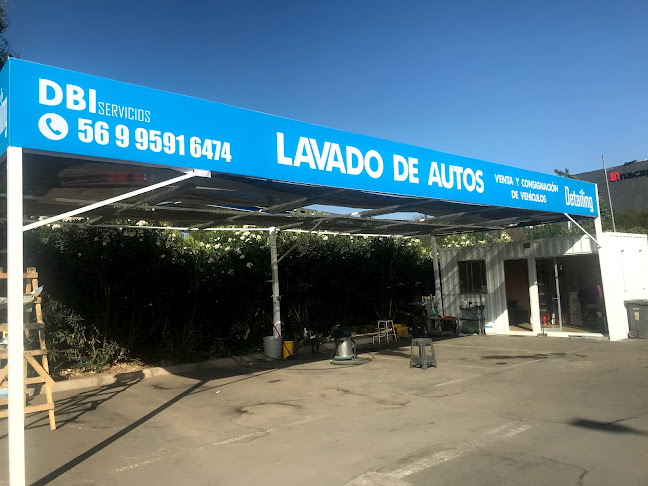 DBI SERVICIOS
56 9 9591 6474
LAVADO DE AUTOS
VENTA Y CONSIGNACIÓN
DE VEHÍCULOS
Detailing